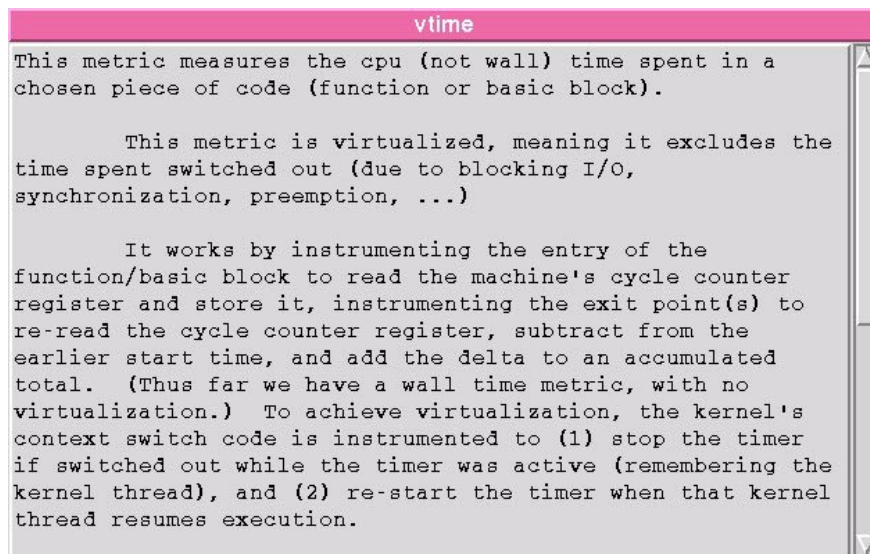 vtime
This metric measures the cpu (not wall) time spent in a
chosen piece of code (function or basic block).
This metric is virtualized, meaning it excludes the
time spent switched out (due to blocking I/O,
synchronization, preemption, ...)
It works by instrumenting the entry of the
function/basic block to read the machine's cycle counter
register and store it, instrumenting the exit point(s) to
re-read the cycle counter register, subtract from the
earlier start time, and add the delta to an accumulated
total.  (Thus far we have a wall time metric, with no
virtualization.)  To achieve virtualization, the kernel's
context switch code is instrumented to (1) stop the timer
if switched out while the timer was active (remembering the
kernel thread), and (2) re-start the timer when that kernel
thread resumes execution.